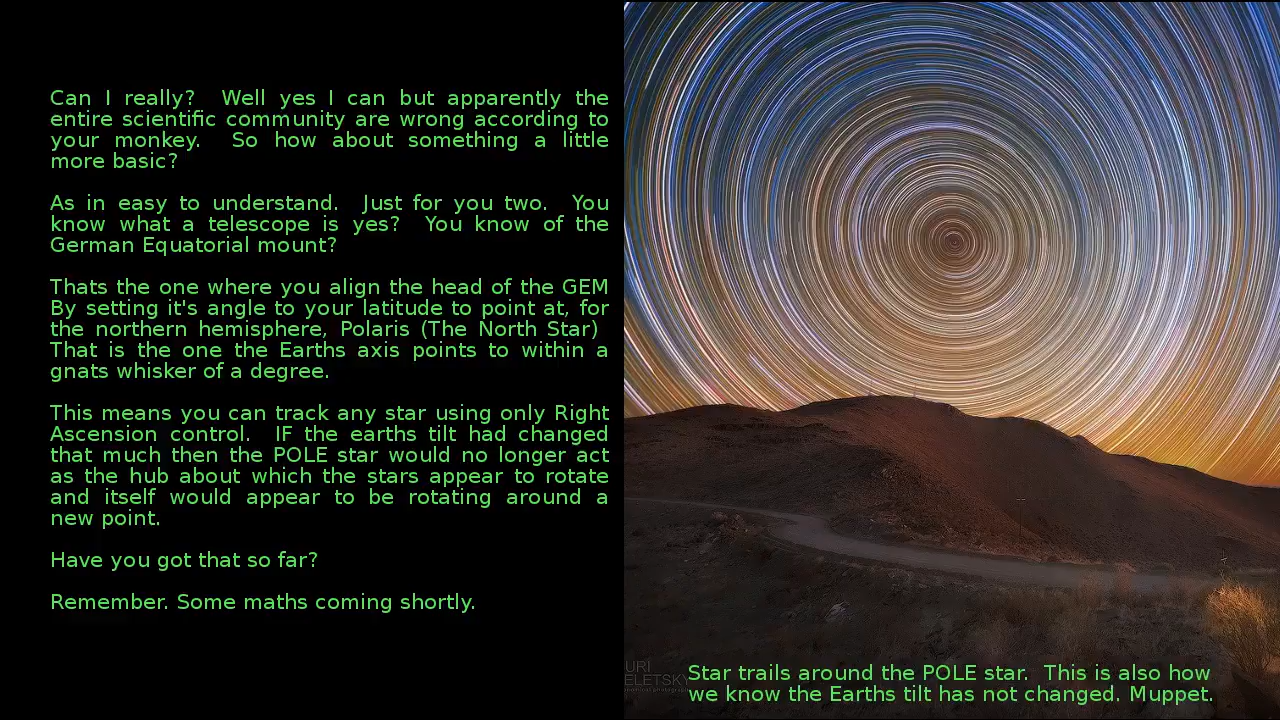 Can I really? Well yes I can but apparently the
entire scientific community are wrong according to
your monkey. So how about something a little
more basic?
As in easy to understand. Just for you two. You
know what a telescope is yes? You know of the
German Equatorial mount?
Thats the one where you align the head of the GEM
By setting it's angle to your latitude to point at, for
the northern hemisphere, Polaris (The North Star)
That is the one the Earths axis points to within a
gnats whisker of a degree.
This means you can track any star using only Right
Ascension control. IF the earths tilt had changed
that much then the POLE star would no longer act
as the hub about which the stars appear to rotate
and itself would appear to be rotating around a
new point.
Have you got that so far?
Remember. Some maths coming shortly.
URI
ELETSKY
Star trails around the POLE star. This is also how
we know the Earths tilt has not changed. Muppet.